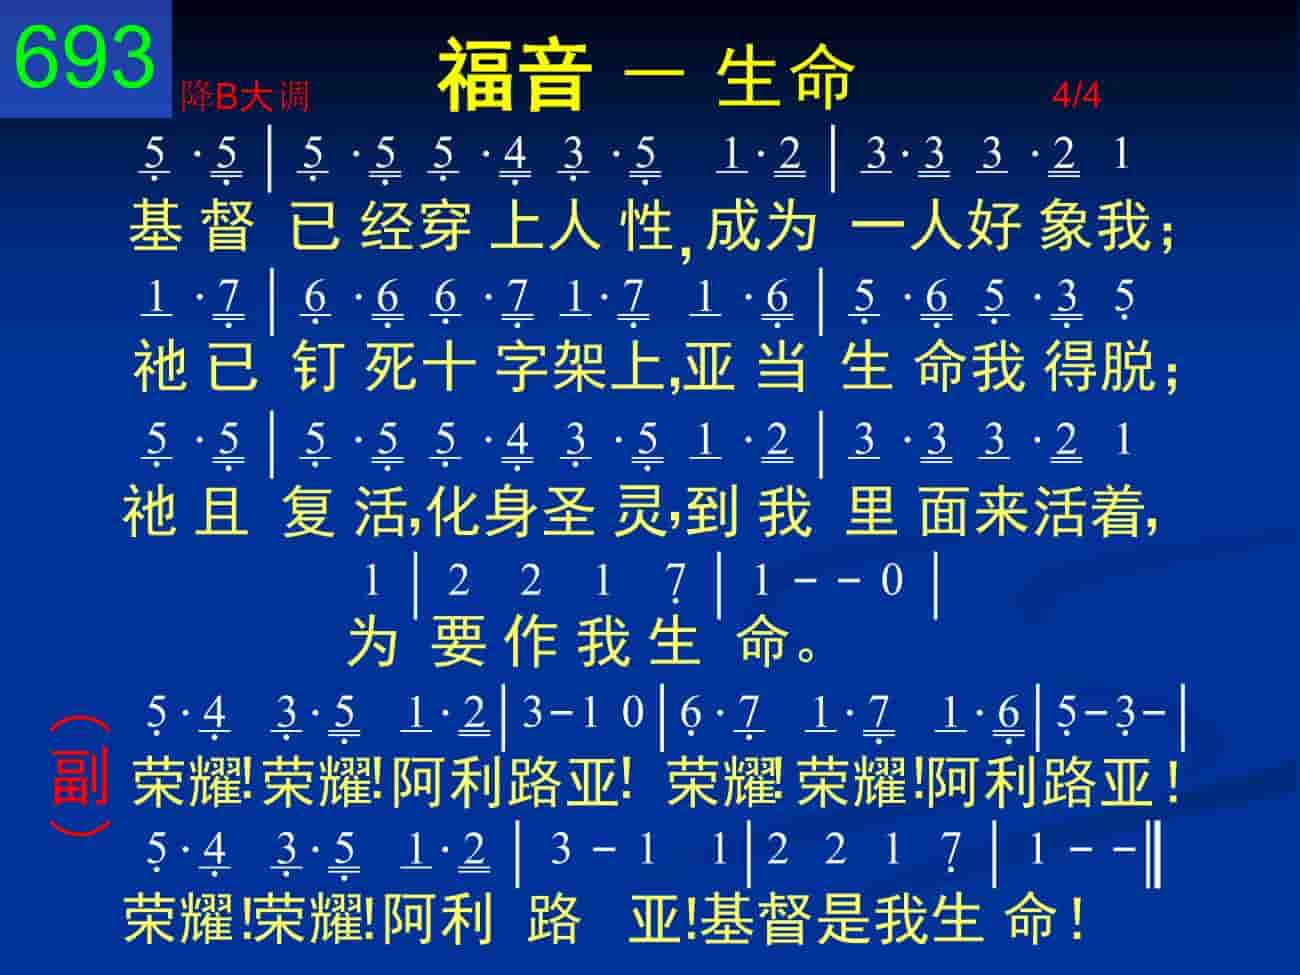 693
降B大调 福音 — 生命 4/4
5 · 5 | 5 · 5 5 · 4 3 · 5 1 · 2 | 3 · 3 3 · 2 1
基督 已经穿上人性,成为 一人好象我;
1 · 7 | 6 · 6 6 · 7 1 · 7 1 · 6 | 5 · 6 5 · 3 5
祂已 钉死十字架上,亚当 生命我得脱;
5 · 5 | 5 · 5 5 · 4 3 · 5 1 · 2 | 3 · 3 3 · 2 1
祂且 复活,化身圣灵,到我 里面来活着,
1 | 2 2 1 7 | 1 - - 0 |
为 要作我生 命。
5 · 4 3 · 5 1 · 2 | 3 - 1 0 | 6 · 7 1 · 7 1 · 6 | 5 - 3 - |
(副) 荣耀!荣耀!阿利路亚! 荣耀!荣耀!阿利路亚!
5 · 4 3 · 5 1 · 2 | 3 - 1 1 | 2 2 1 7 | 1 - - ‖
荣耀!荣耀!阿利 路 亚!基督是我生 命!